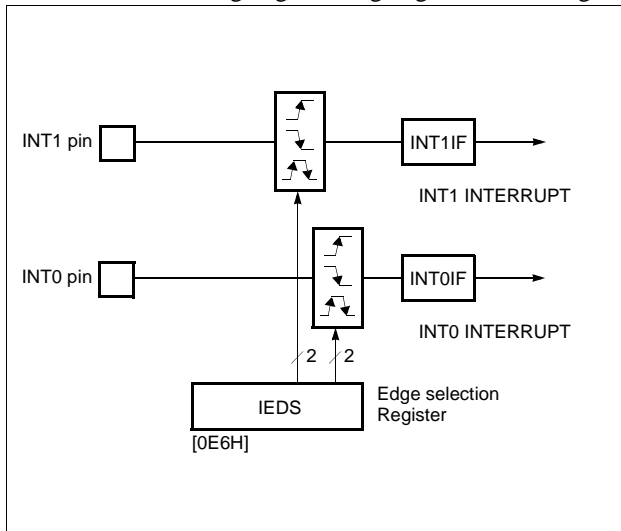 INT1 pin
INT1IF
INT1 INTERRUPT
INT0 pin
INT0IF
INT0 INTERRUPT
2
2
IEDS
Edge selection
Register
[0E6H]